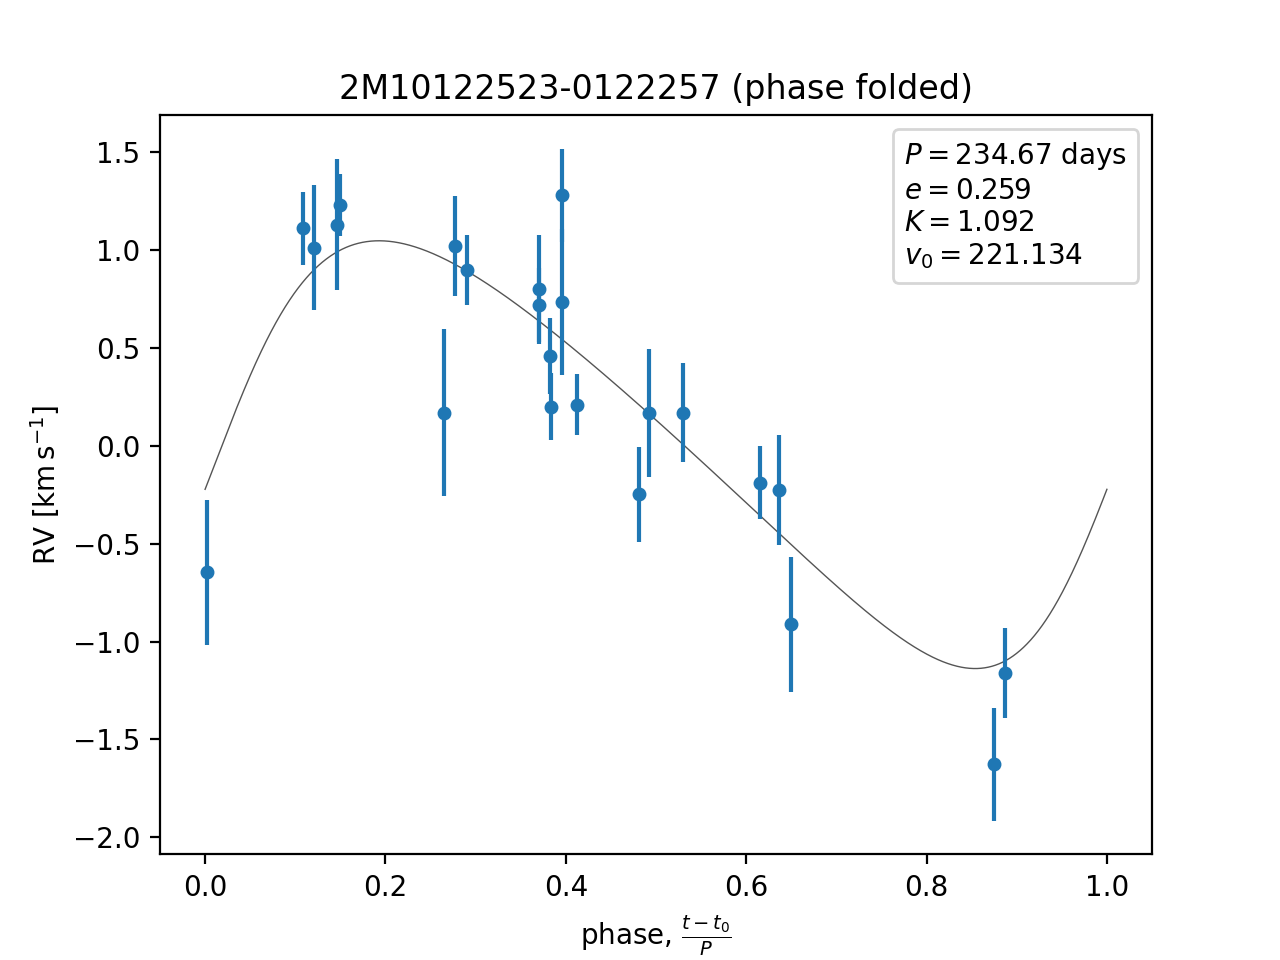 2M10122523-0122257 (phase folded)
P = 234.67 days
e = 0.259
K = 1.092
v₀ = 221.134
RV [km s⁻¹]
1.5
1.0
0.5
0.0
−0.5
−1.0
−1.5
−2.0
0.0 0.2 0.4 0.6 0.8 1.0
phase, (t − t₀)/P